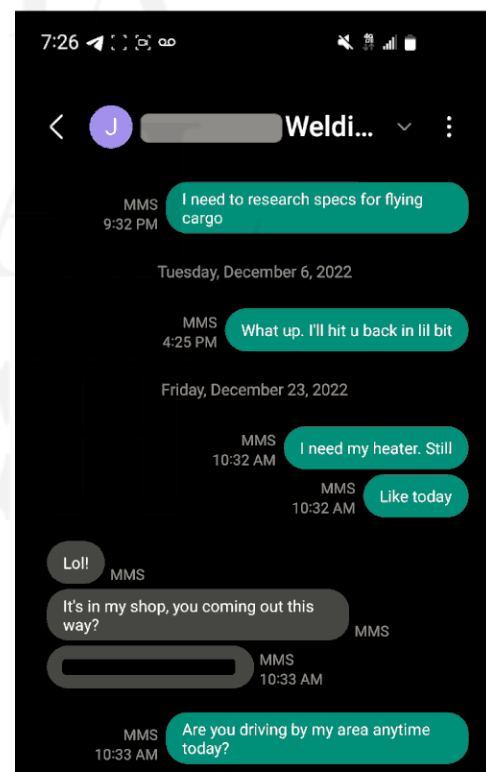 7:26
J Weldi...
I need to research specs for flying
cargo
MMS
9:32 PM
Tuesday, December 6, 2022
MMS
4:25 PM
What up. I'll hit u back in lil bit
Friday, December 23, 2022
MMS
10:32 AM
I need my heater. Still
MMS
10:32 AM
Like today
Lol!
MMS
It's in my shop, you coming out this
way?
MMS
MMS
10:33 AM
MMS
10:33 AM
Are you driving by my area anytime
today?